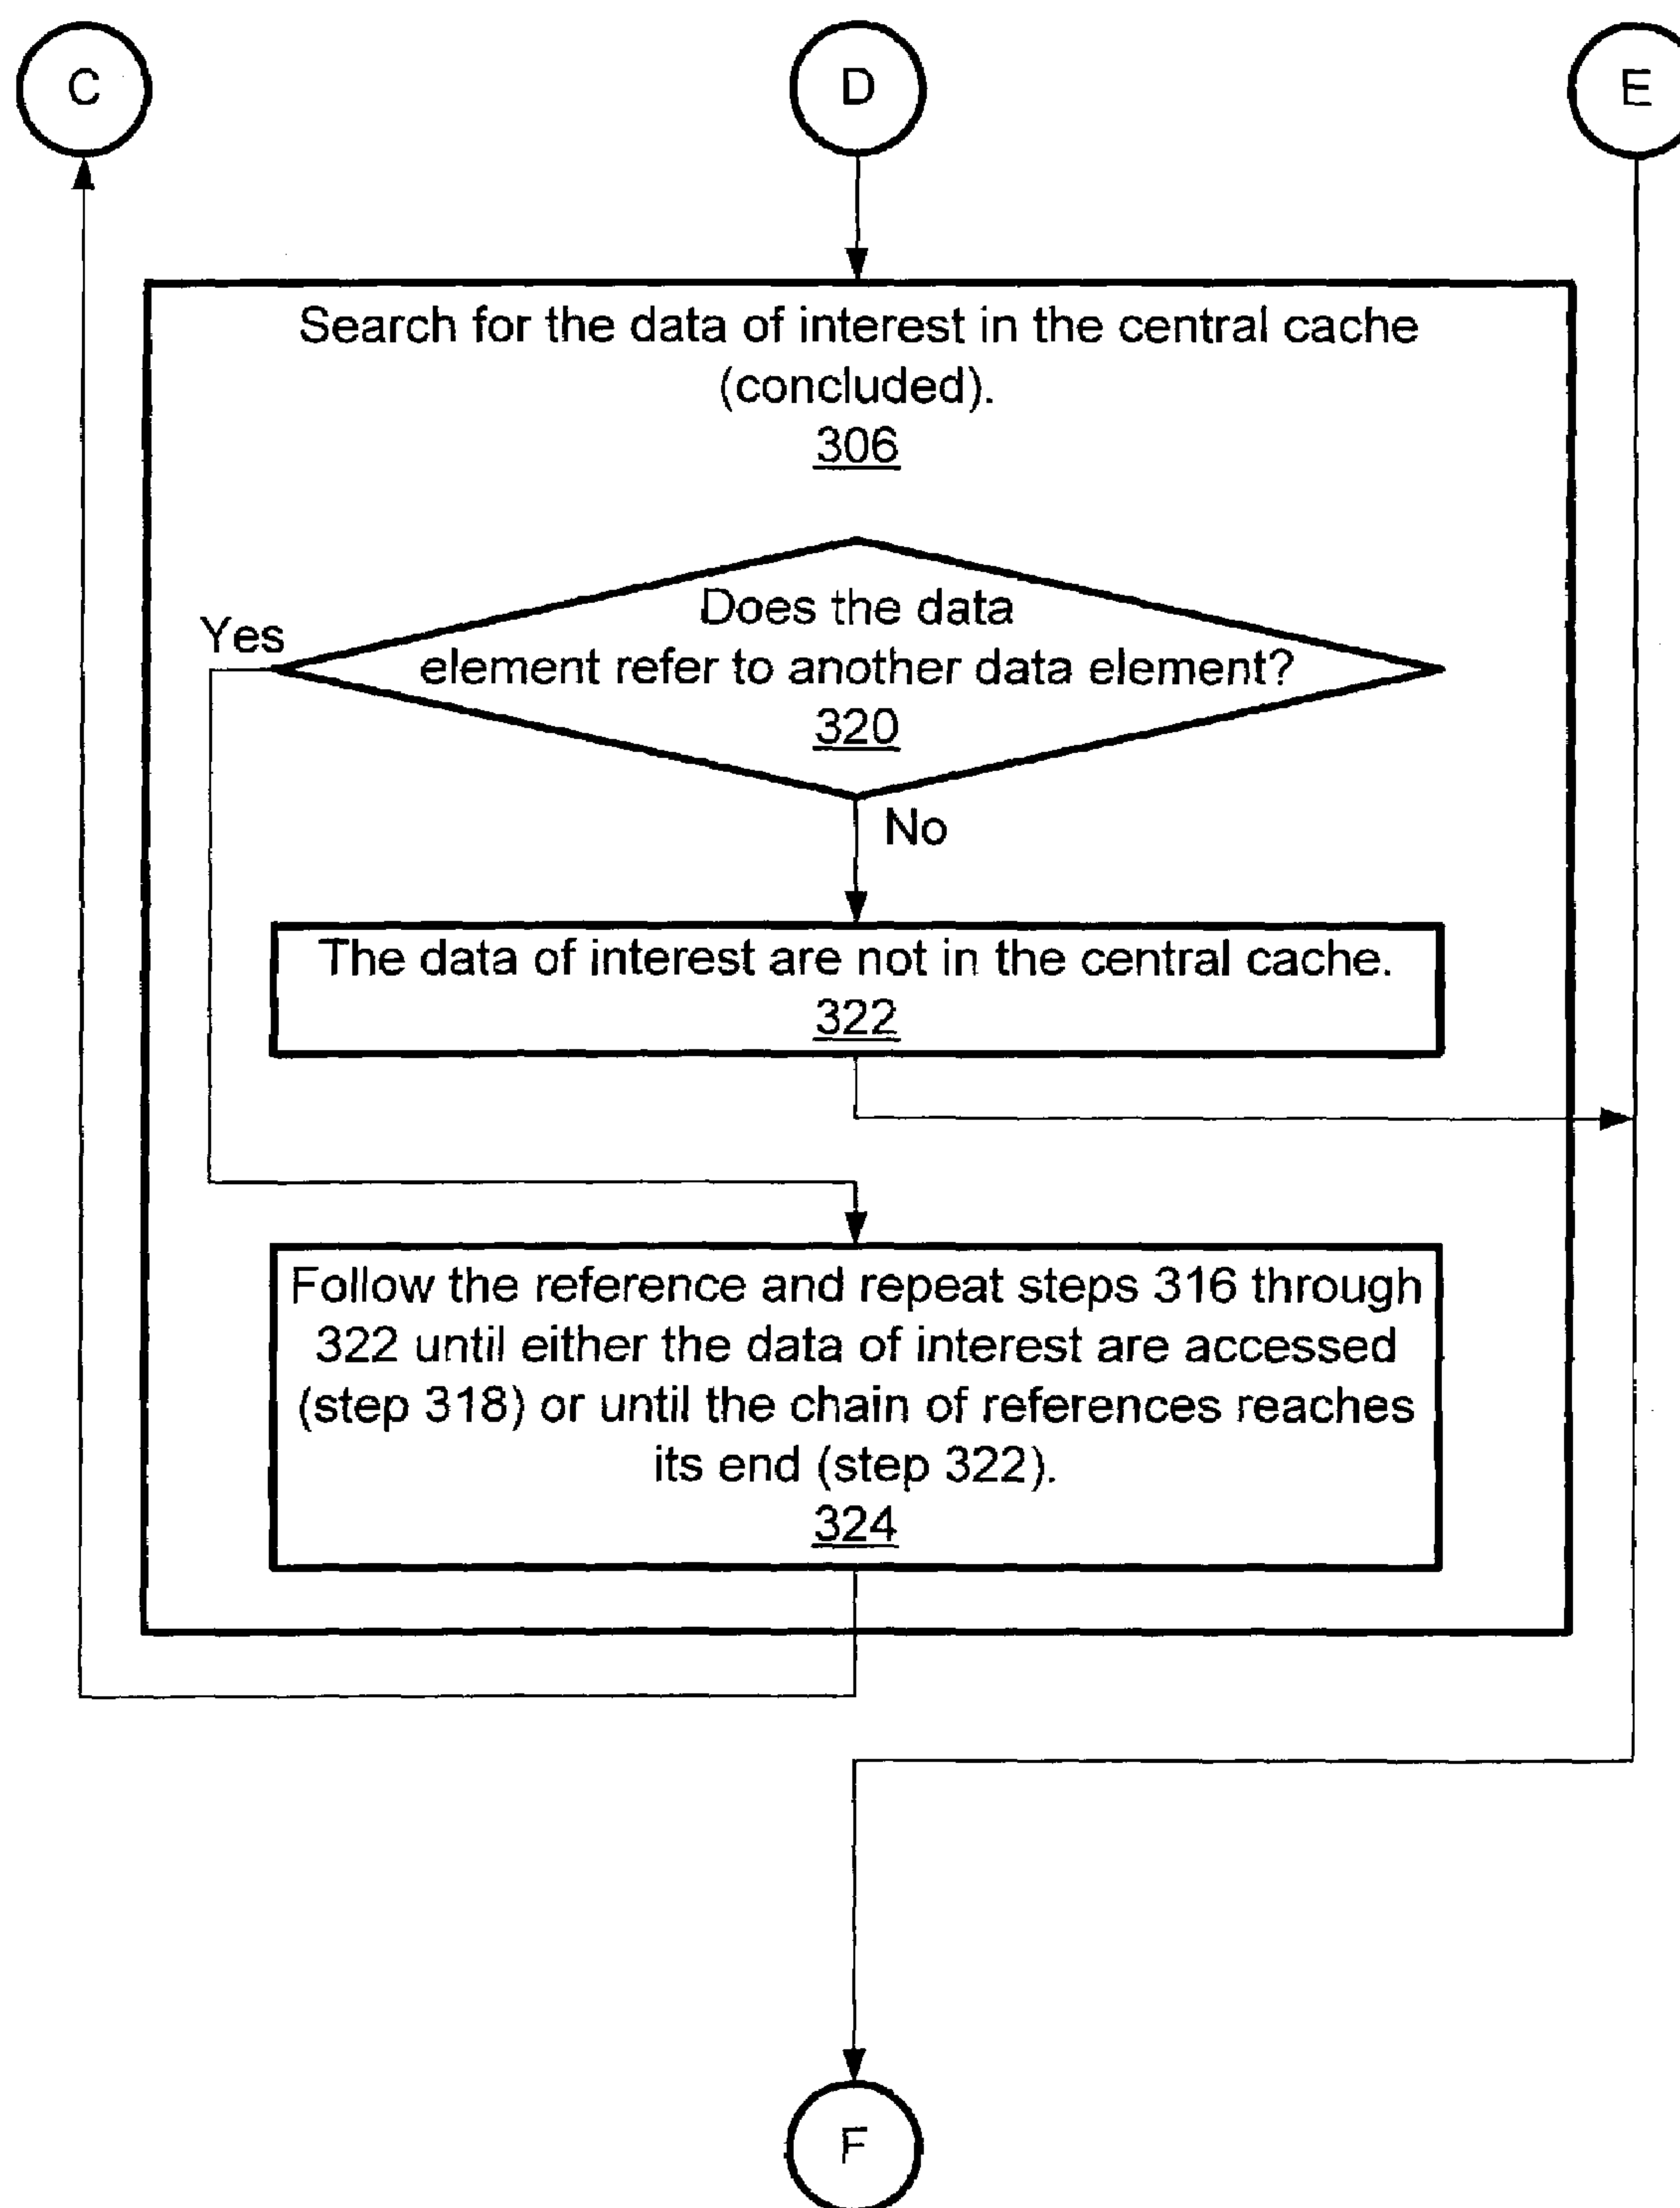 C
D
E
Search for the data of interest in the central cache
(concluded).
306
Does the data
Yes
element refer to another data element?
320
No
The data of interest are not in the central cache.
322
Follow the reference and repeat steps 316 through
322 until either the data of interest are accessed
(step 318) or until the chain of references reaches
its end (step 322).
324
F